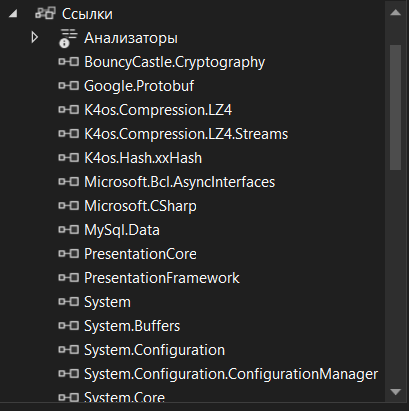 Ссылки
Анализаторы
BouncyCastle.Cryptography
Google.Protobuf
K4os.Compression.LZ4
K4os.Compression.LZ4.Streams
K4os.Hash.xxHash
Microsoft.Bcl.AsyncInterfaces
Microsoft.CSharp
MySql.Data
PresentationCore
PresentationFramework
System
System.Buffers
System.Configuration
System.Configuration.ConfigurationManager
System.Core